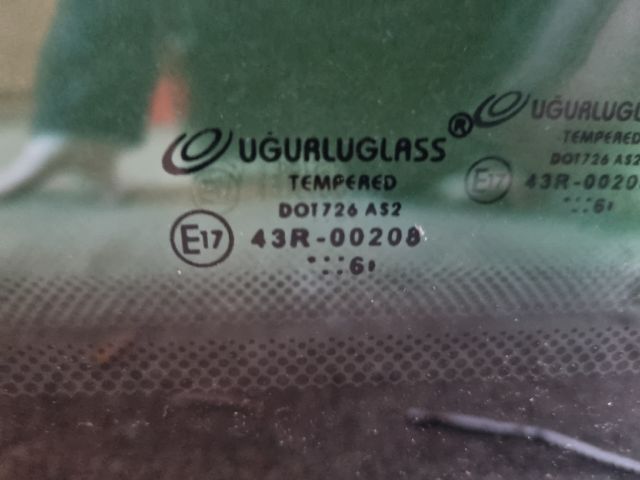 UĞURLUGLASS®
TEMPERED
DOT726 AS2
E17 43R-00208
6
UĞURLUGL
TEMPERED
DOT726 AS2
E17 43R-0020
6